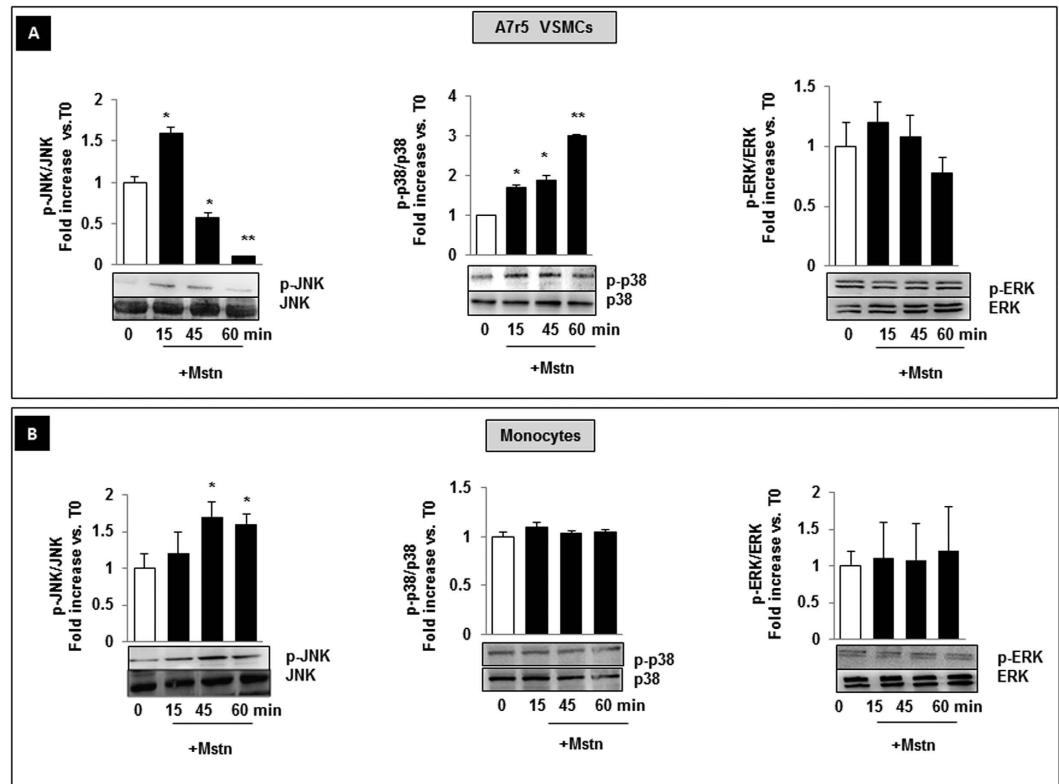 A
A7r5 VSMCs
p-JNK/JNK
Fold increase vs.T0
2
1.5
1
0.5
0
*
*
**
p-JNK
JNK
0 15 45 60 min
+Mstn
p-p38/p38
Fold increase vs. T0
4
3
2
1
0
*
*
**
p-p38
p38
0 15 45 60 min
+Mstn
p-ERK/ERK
Fold increase vs. T0
1.5
1
0.5
0
p-ERK
ERK
0 15 45 60 min
+Mstn
B
Monocytes
p-JNK/JNK
Fold increase vs. T0
2
1.5
1
0.5
0
*
*
p-JNK
JNK
0 15 45 60 min
+Mstn
p-p38/p38
Fold increase vs. T0
1.5
1
0.5
0
p-p38
p38
0 15 45 60 min
+Mstn
p-ERK/ERK
Fold increase vs. T0
2
1.5
1
0.5
0
p-ERK
ERK
0 15 45 60 min
+Mstn